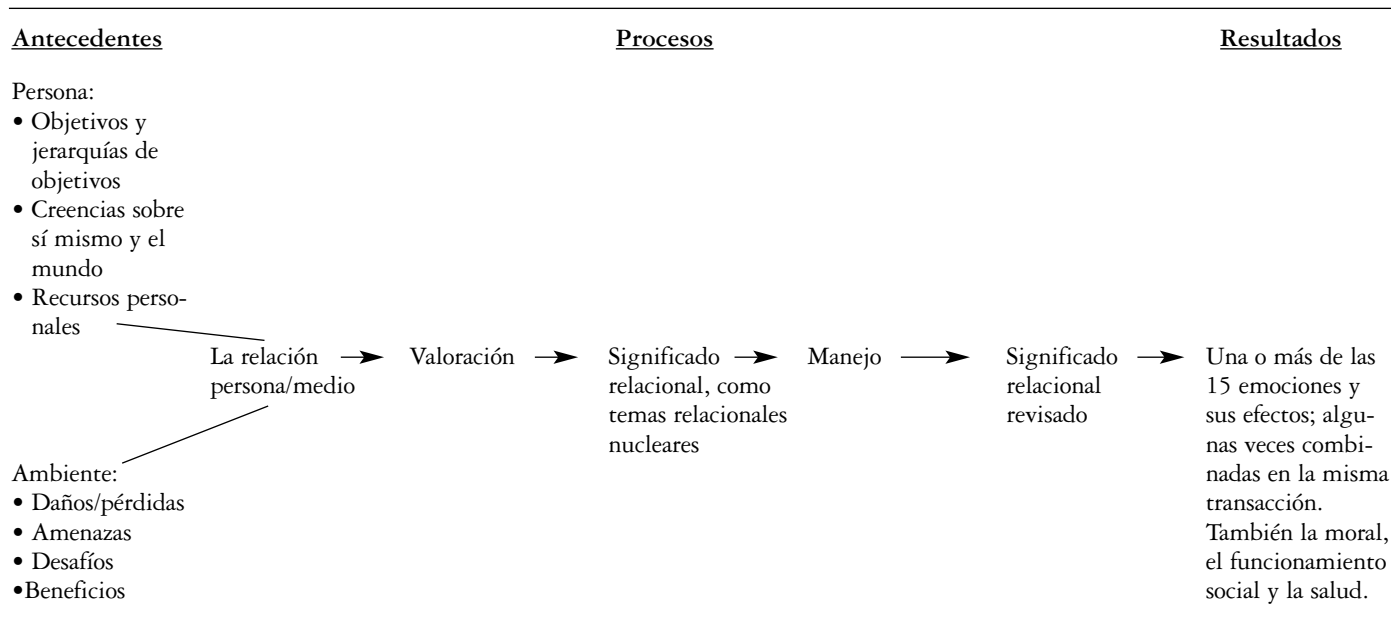 Antecedentes
Procesos
Resultados
Persona:
• Objetivos y
jerarquías de
objetivos
• Creencias sobre
sí mismo y el
mundo
• Recursos perso-
nales
La relación
persona/medio
Valoración
Significado
relacional, como
temas relacionales
nucleares
Manejo
Significado
relacional
revisado
Una o más de las
15 emociones y
sus efectos; algu-
nas veces combi-
nadas en la misma
transacción.
También la moral,
el funcionamiento
social y la salud.
Ambiente:
• Daños/pérdidas
• Amenazas
• Desafíos
•Beneficios